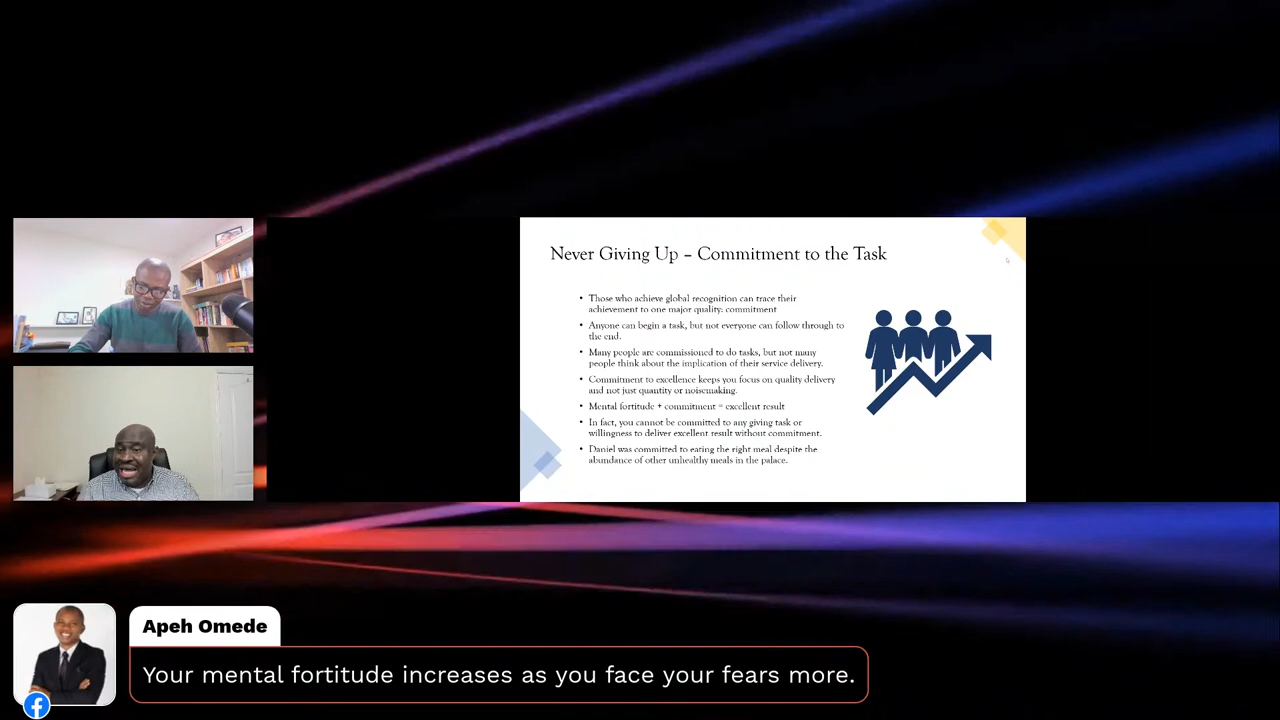 Never Giving Up – Commitment to the Task
• Those who achieve global recognition can trace their
achievement to one major quality: commitment
• Anyone can begin a task, but not everyone can follow through to
the end.
• Many people are commissioned to do tasks, but not many
people think about the implication of their service delivery.
• Commitment to excellence keeps you focus on quality delivery
and not just quantity or noisemaking.
• Mental fortitude + commitment = excellent result
• In fact, you cannot be committed to any giving task or
willingness to deliver excellent result without commitment.
• Daniel was committed to eating the right meal despite the
abundance of other unhealthy meals in the palace.
Apeh Omede
Your mental fortitude increases as you face your fears more.